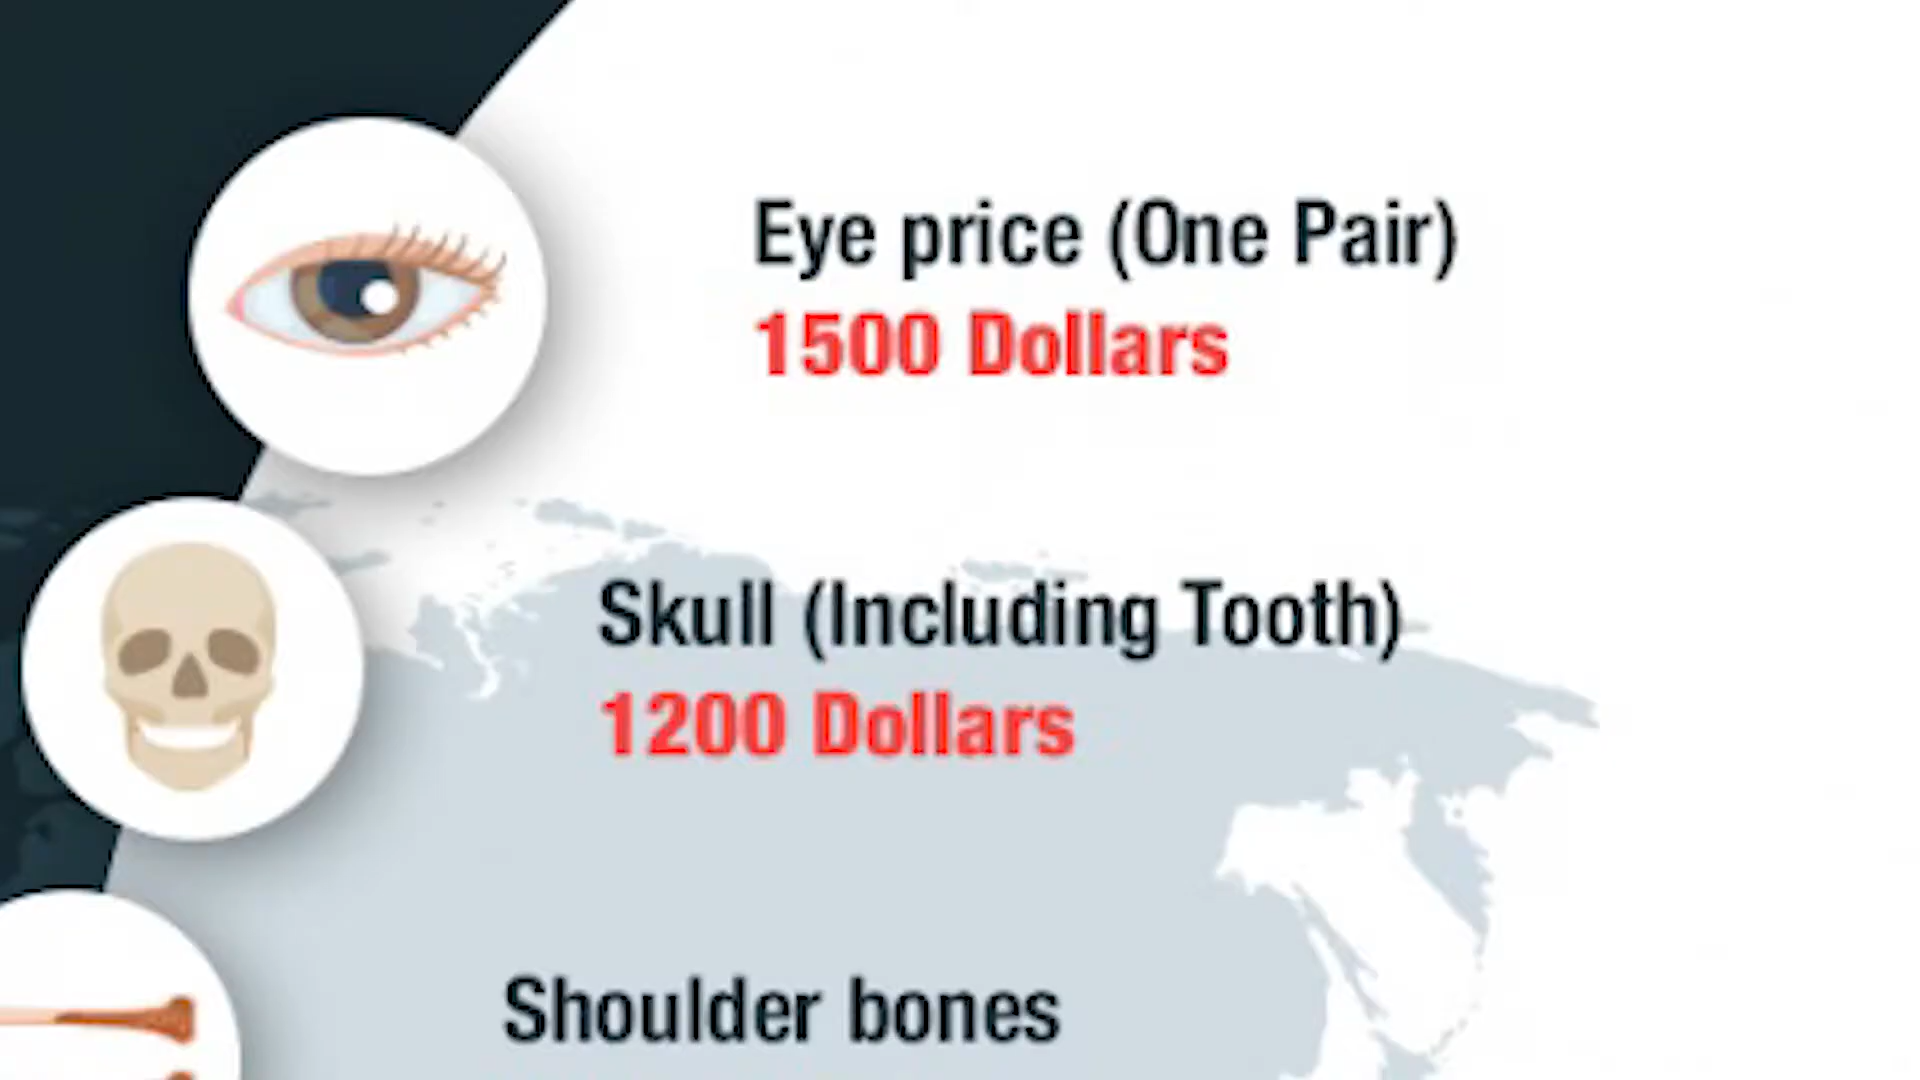 Eye price (One Pair)
1500 Dollars
Skull (Including Tooth)
1200 Dollars
Shoulder bones